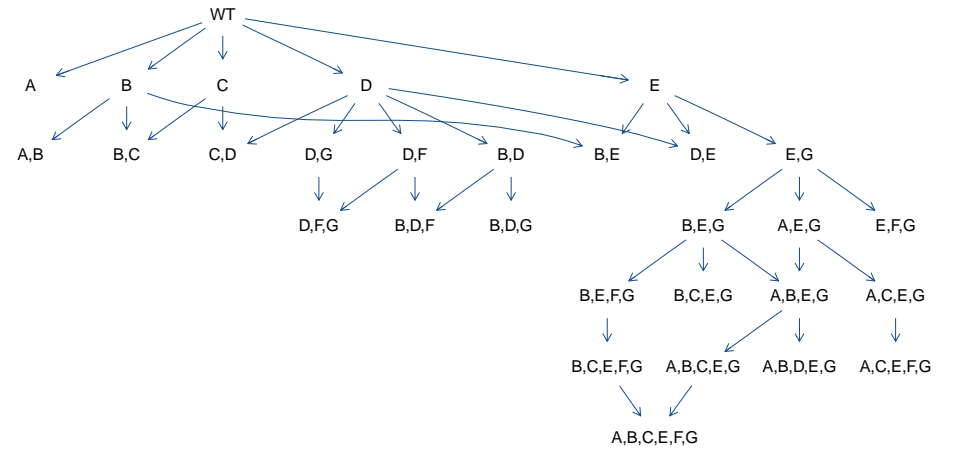 WT
A B C D E
A,B B,C C,D D,G D,F B,D B,E D,E E,G
D,F,G B,D,F B,D,G B,E,G A,E,G E,F,G
B,E,F,G B,C,E,G A,B,E,G A,C,E,G
B,C,E,F,G A,B,C,E,G A,B,D,E,G A,C,E,F,G
A,B,C,E,F,G